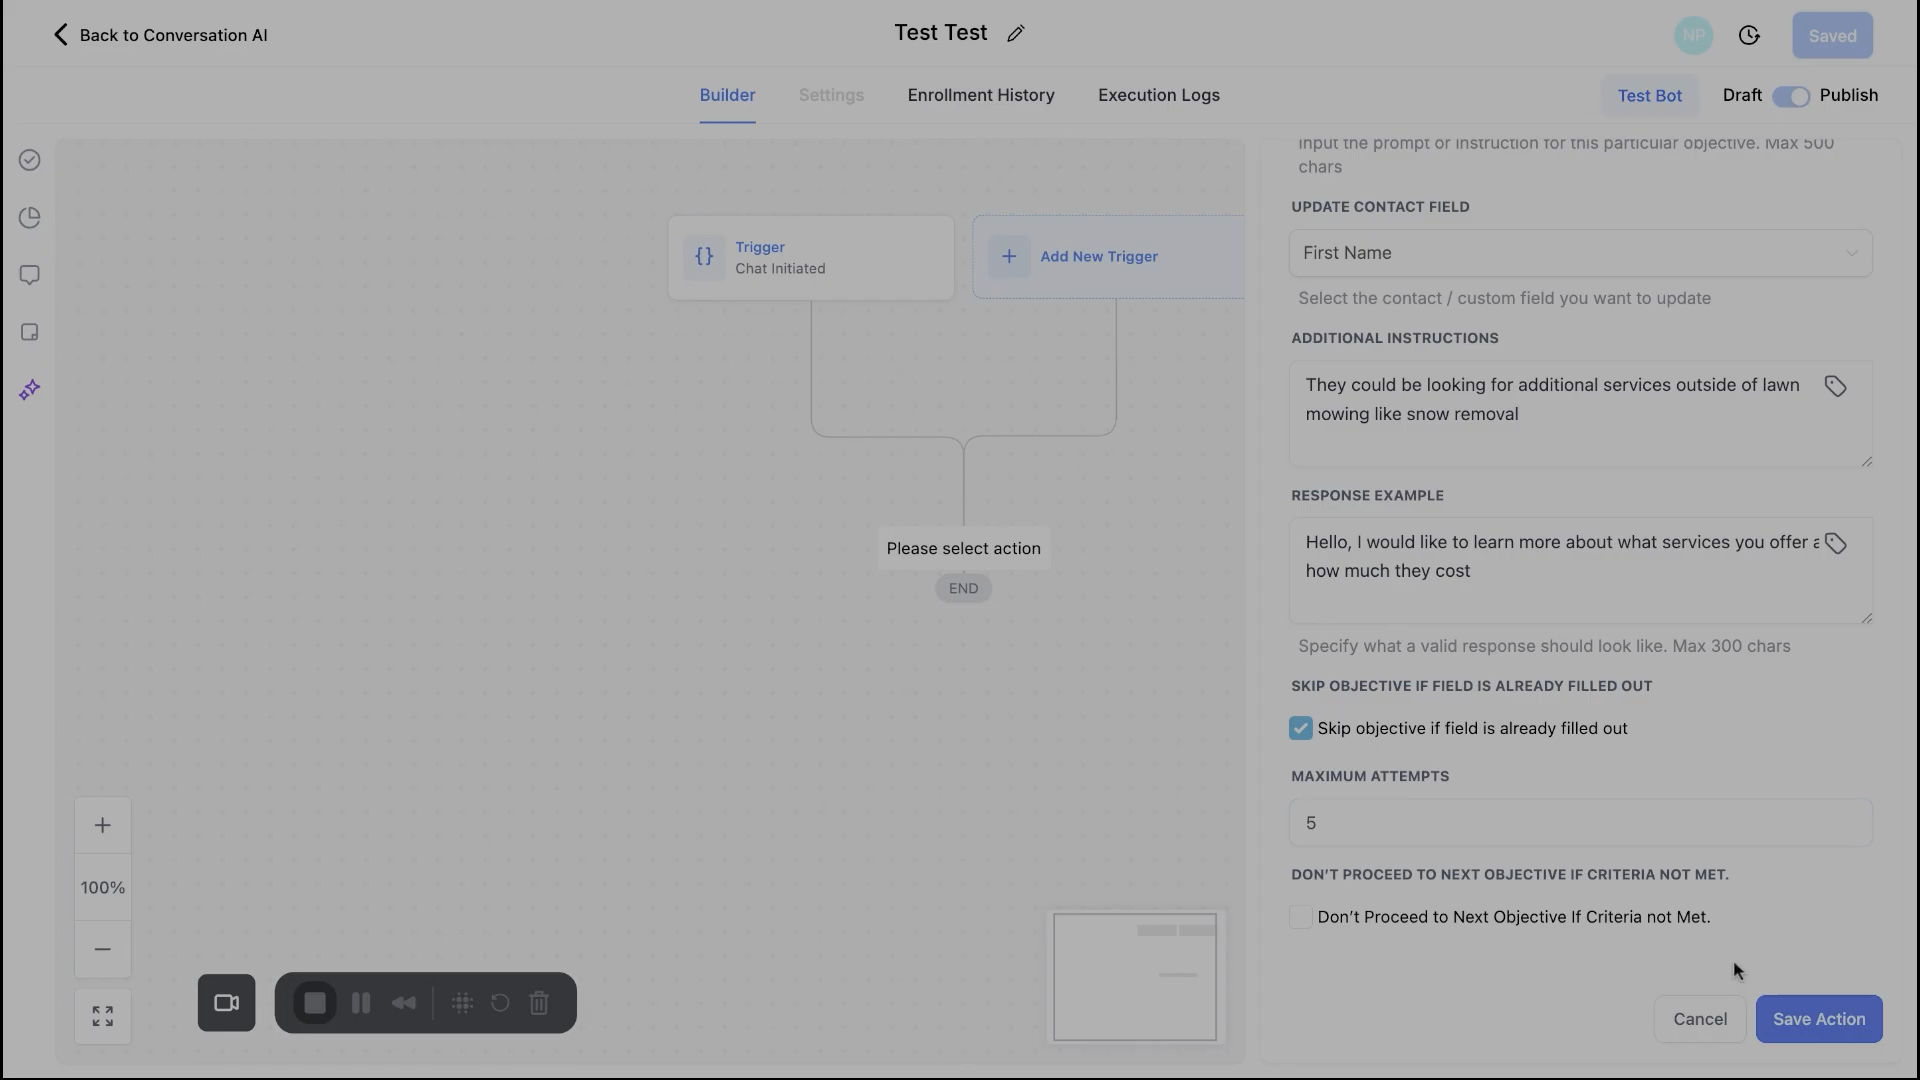 Back to Conversation AI
Test Test
NP
Saved
Builder
Settings
Enrollment History
Execution Logs
Test Bot
Draft
Publish
Trigger
Chat Initiated
Add New Trigger
Please select action
END
100%
Input the prompt or instruction for this particular objective. Max 500
chars
UPDATE CONTACT FIELD
First Name
Select the contact / custom field you want to update
ADDITIONAL INSTRUCTIONS
They could be looking for additional services outside of lawn
mowing like snow removal
RESPONSE EXAMPLE
Hello, I would like to learn more about what services you offer
how much they cost
Specify what a valid response should look like. Max 300 chars
SKIP OBJECTIVE IF FIELD IS ALREADY FILLED OUT
Skip objective if field is already filled out
MAXIMUM ATTEMPTS
5
DON'T PROCEED TO NEXT OBJECTIVE IF CRITERIA NOT MET.
Don't Proceed to Next Objective If Criteria not Met.
Cancel
Save Action